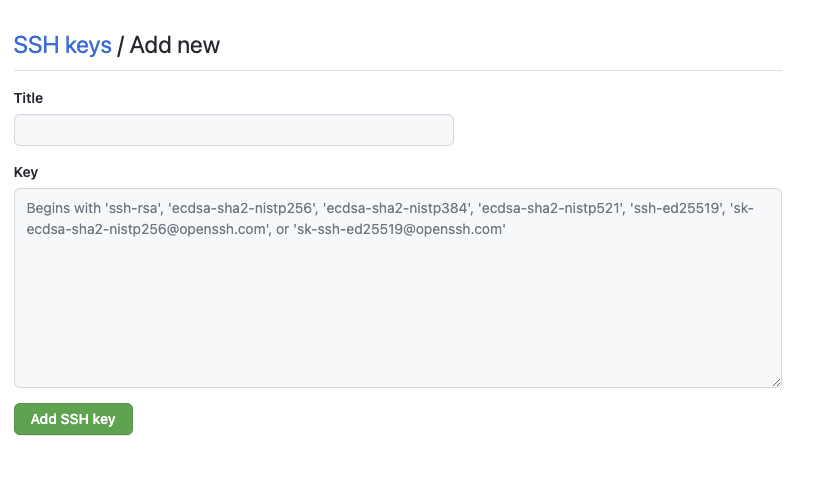 SSH keys / Add new
Title
Key
Begins with 'ssh-rsa', 'ecdsa-sha2-nistp256', 'ecdsa-sha2-nistp384', 'ecdsa-sha2-nistp521', 'ssh-ed25519', 'sk-
ecdsa-sha2-nistp256@openssh.com', or 'sk-ssh-ed25519@openssh.com'
Add SSH key